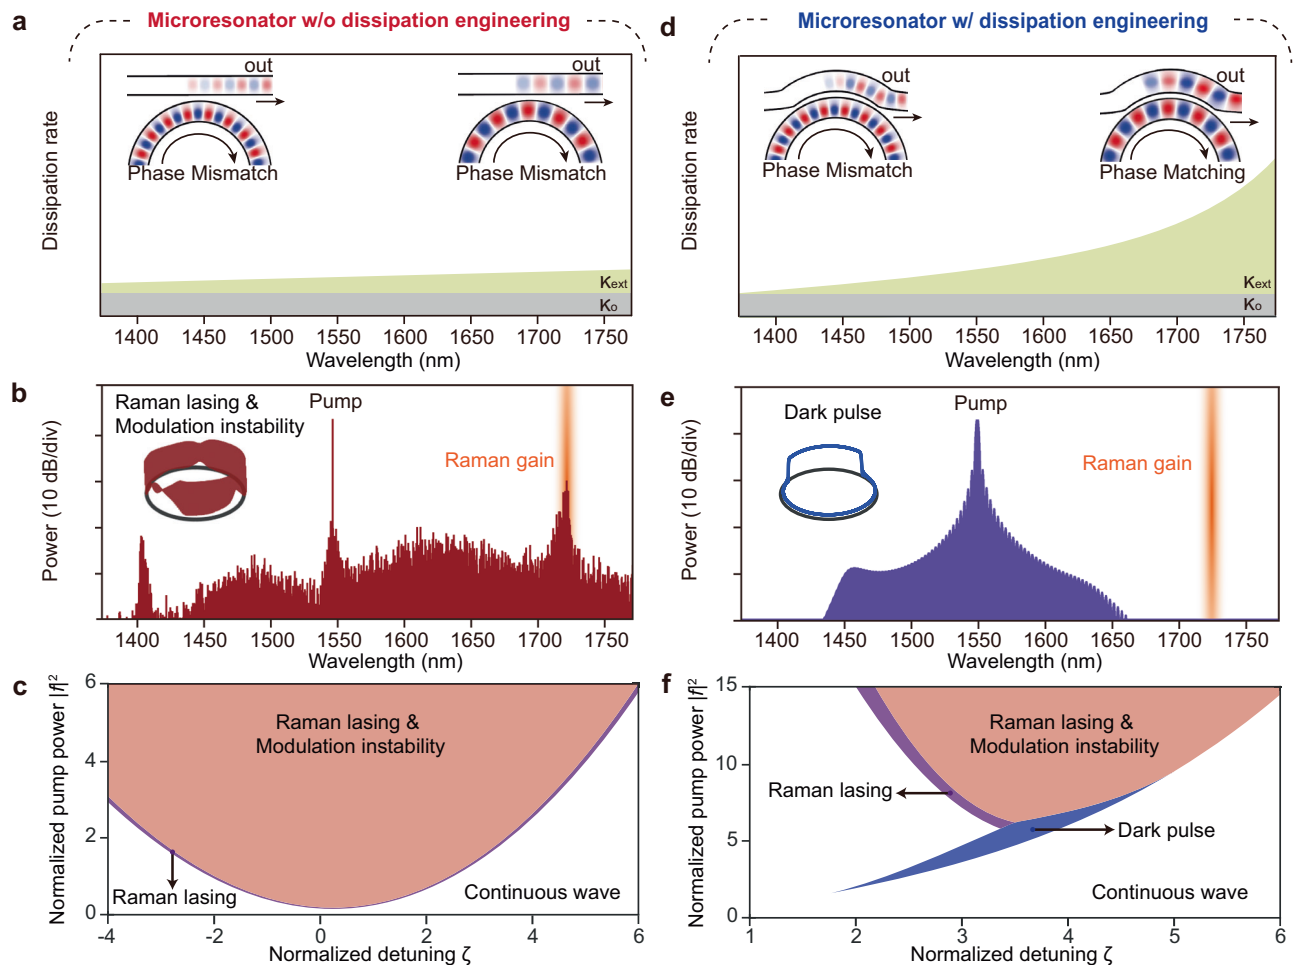 a
Microresonator w/o dissipation engineering
out
out
Phase Mismatch
Phase Mismatch
Dissipation rate
Kext
Ko
1400 1450 1500 1550 1600 1650 1700 1750
Wavelength (nm)
b
Raman lasing &
Modulation instability
Pump
Raman gain
Power (10 dB/div)
1400 1450 1500 1550 1600 1650 1700 1750
Wavelength (nm)
c
Normalized pump power |f|²
6
4
2
0
Raman lasing &
Modulation instability
Raman lasing
Continuous wave
-4 -2 0 2 4 6
Normalized detuning ζ
d
Microresonator w/ dissipation engineering
out
out
Phase Mismatch
Phase Matching
Dissipation rate
Kext
Ko
1400 1450 1500 1550 1600 1650 1700 1750
Wavelength (nm)
e
Dark pulse
Pump
Raman gain
Power (10 dB/div)
1400 1450 1500 1550 1600 1650 1700 1750
Wavelength (nm)
f
Normalized pump power |f|²
15
10
5
0
Raman lasing &
Modulation instability
Raman lasing
Dark pulse
Continuous wave
1 2 3 4 5 6
Normalized detuning ζ